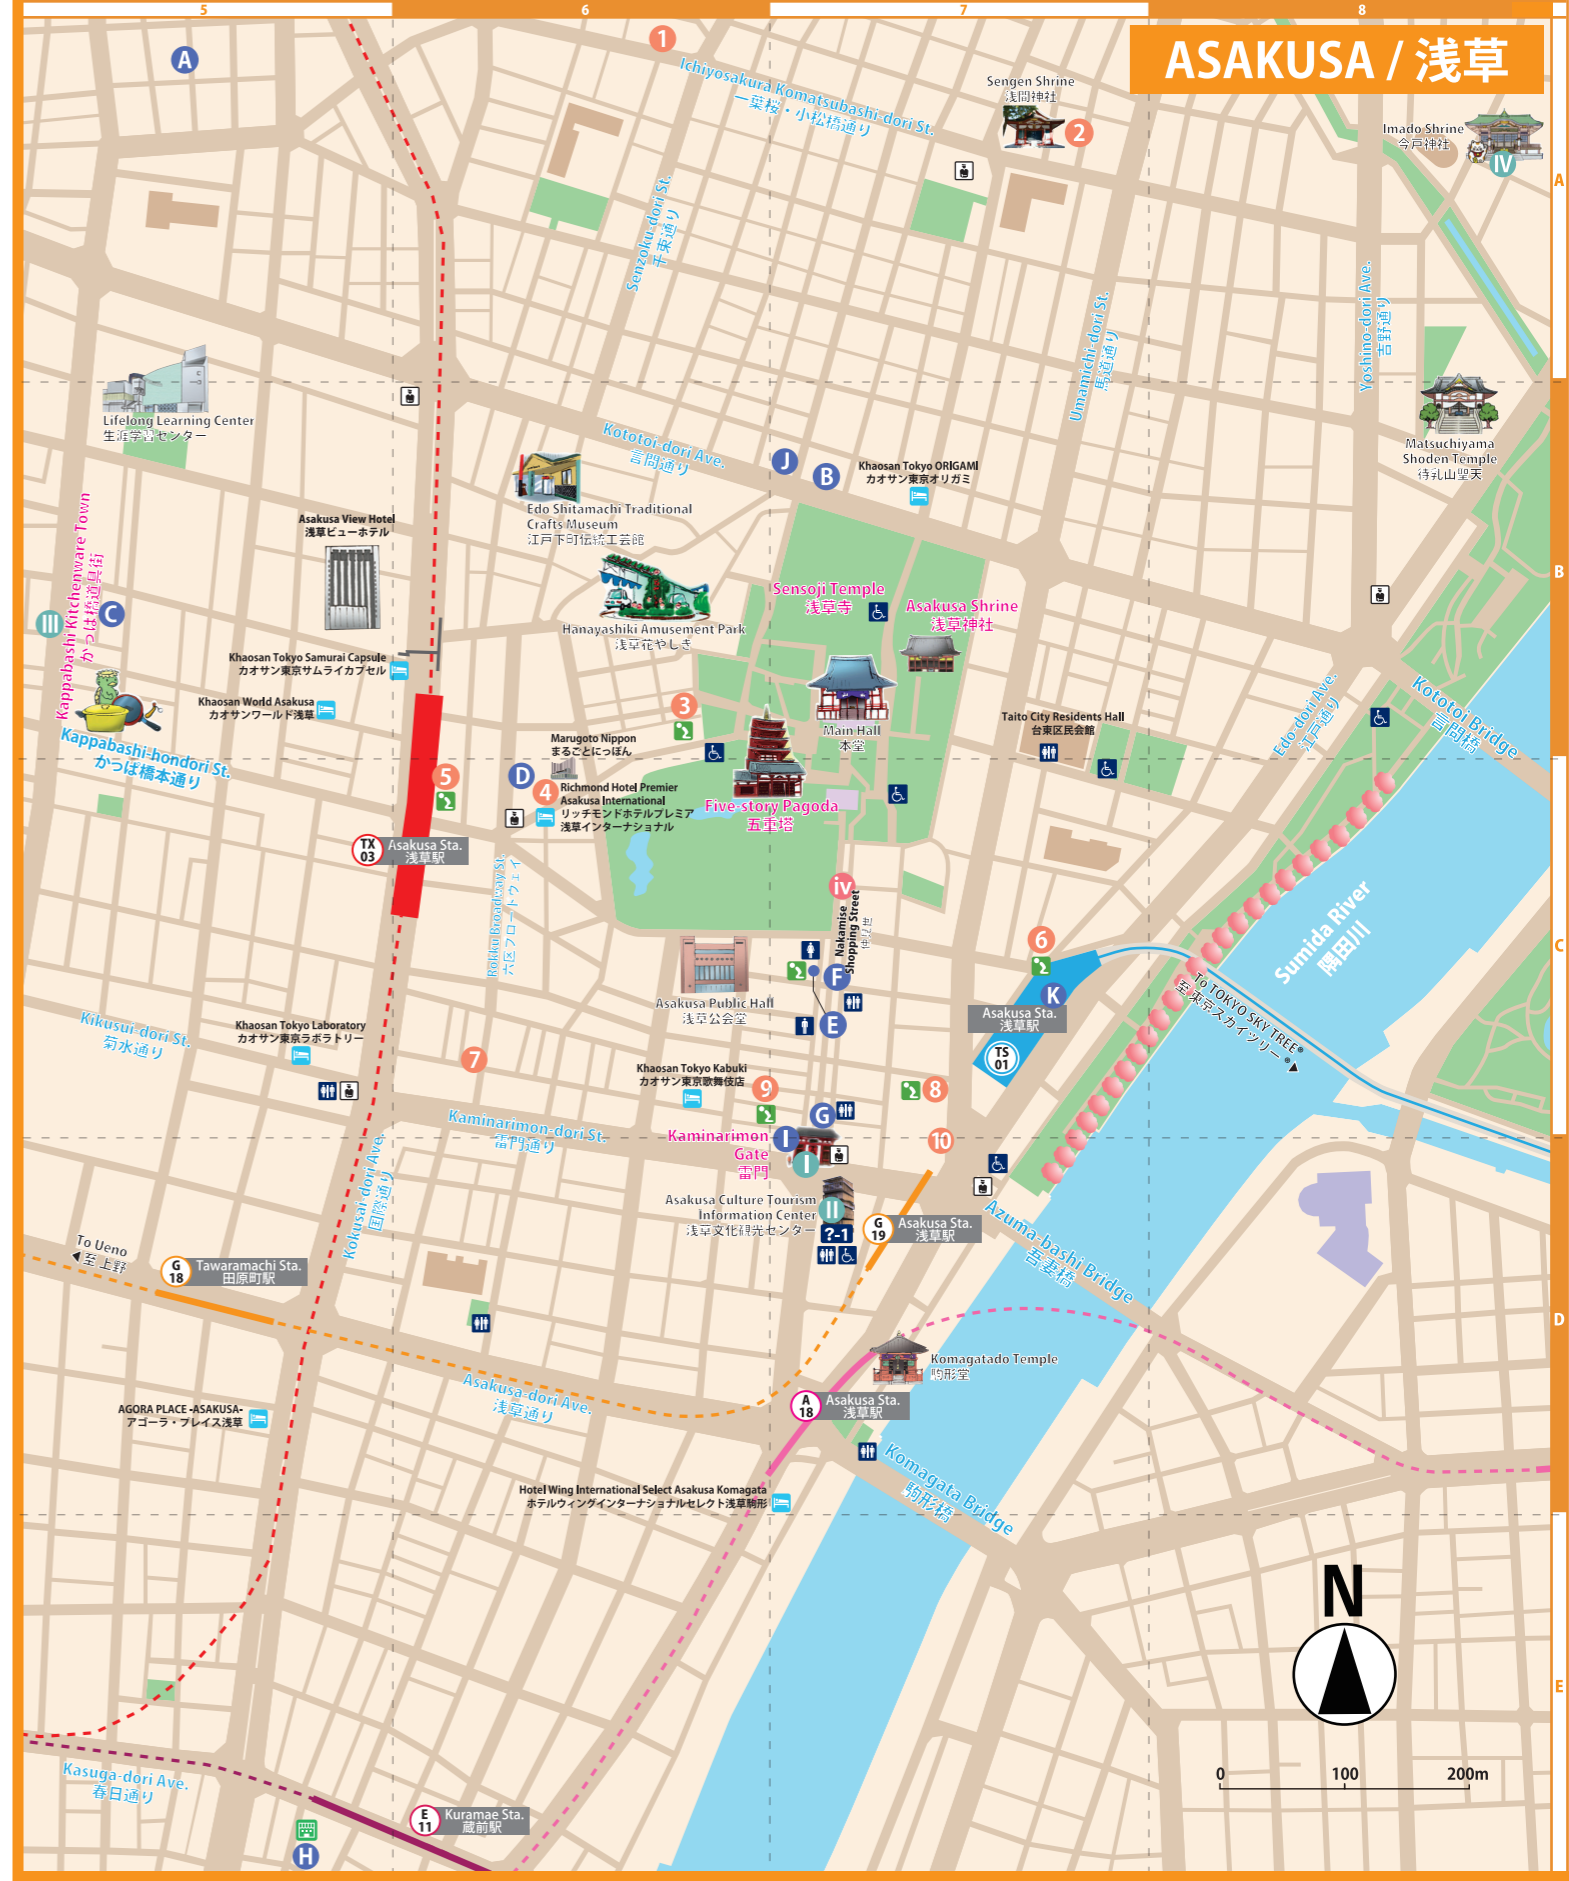 5
6
7
8
ASAKUSA / 浅草
A
1
Ichiyosakura Komatsubashi-dori St.
一葉桜・小松橋通り
Sengen Shrine
浅間神社
2
Imado Shrine
今戸神社
IV
A
Senzoku-dori St.
千束通り
Umamichi-dori St.
馬道通り
Yoshino-dori Ave.
吉野通り
Lifelong Learning Center
生涯学習センター
Kototoi-dori Ave.
言問通り
J
B
Khaosan Tokyo ORIGAMI
カオサン東京オリガミ
Matsuchiyama
Shoden Temple
待乳山聖天
Edo Shitamachi Traditional
Crafts Museum
江戸下町伝統工芸館
Asakusa View Hotel
浅草ビューホテル
Kappabashi Kitchenware Town
かっぱ橋道具街
III
C
B
Hanayashiki Amusement Park
浅草花やしき
Sensoji Temple
浅草寺
Asakusa Shrine
浅草神社
Khaosan Tokyo Samurai Capsule
カオサン東京サムライカプセル
Khaosan World Asakusa
カオサンワールド浅草
3
Main Hall
本堂
Taito City Residents Hall
台東区民会館
Edo-dori Ave.
江戸通り
Kototoi Bridge
言問橋
Kappabashi-hondori St.
かっぱ橋本通り
Marugoto Nippon
まるごとにっぽん
5
D
4
Richmond Hotel Premier
Asakusa International
リッチモンドホテルプレミア
浅草インターナショナル
Five-story Pagoda
五重塔
TX
03
Asakusa Sta.
浅草駅
Rokku Broadway St.
六区ブロードウェイ
iv
Nakamise
Shopping Street
仲見世
6
C
Sumida River
隅田川
F
K
E
Asakusa Public Hall
浅草公会堂
Asakusa Sta.
浅草駅
TS
01
To TOKYO SKY TREE®
至 東京スカイツリー®
Kikusui-dori St.
菊水通り
Khaosan Tokyo Laboratory
カオサン東京ラボラトリー
7
Khaosan Tokyo Kabuki
カオサン東京歌舞伎店
9
8
G
Kaminarimon-dori St.
雷門通り
Kaminarimon
Gate
雷門
I
I
10
Kokusai-dori Ave.
国際通り
Asakusa Culture Tourism
Information Center
浅草文化観光センター
II
?-1
G
19
Asakusa Sta.
浅草駅
Azuma-bashi Bridge
吾妻橋
To Ueno
至 上野
G
18
Tawaramachi Sta.
田原町駅
D
Komagatado Temple
駒形堂
Asakusa-dori Ave.
浅草通り
A
18
Asakusa Sta.
浅草駅
AGORA PLACE -ASAKUSA-
アゴーラ・プレイス浅草
Komagata Bridge
駒形橋
Hotel Wing International Select Asakusa Komagata
ホテルウィングインターナショナルセレクト浅草駒形
N
E
0
100
200m
Kasuga-dori Ave.
春日通り
E
11
Kuramae Sta.
蔵前駅
H